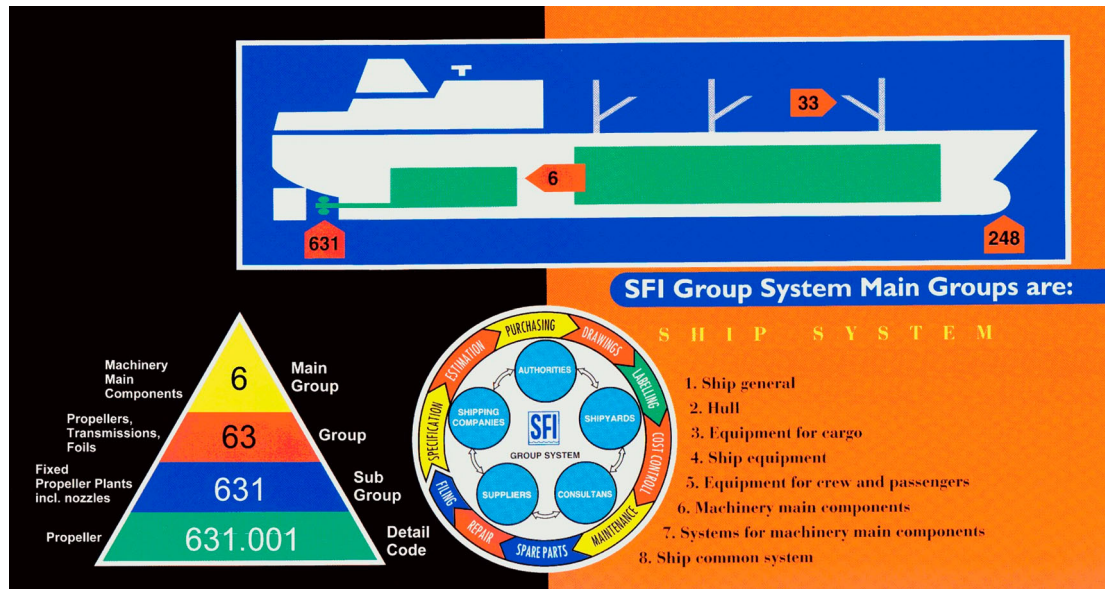 33
6
631
248
SFI Group System Main Groups are:
SHIP SYSTEM
1. Ship general
2. Hull
3. Equipment for cargo
4. Ship equipment
5. Equipment for crew and passengers
6. Machinery main components
7. Systems for machinery main components
8. Ship common system
Machinery
Main
Components
6
Main
Group
Propellers,
Transmissions,
Foils
63
Group
Fixed
Propeller Plants
incl. nozzles
631
Sub
Group
Propeller
631.001
Detail
Code
PURCHASING
DRAWINGS
LABELLING
COST CONTROLL
MAINTENANCE
SPARE PARTS
REPAIR
FILING
SPECIFICATION
ESTIMATION
AUTHORITIES
SHIPYARDS
CONSULTANS
SUPPLIERS
SHIPPING
COMPANIES
SFI
GROUP SYSTEM